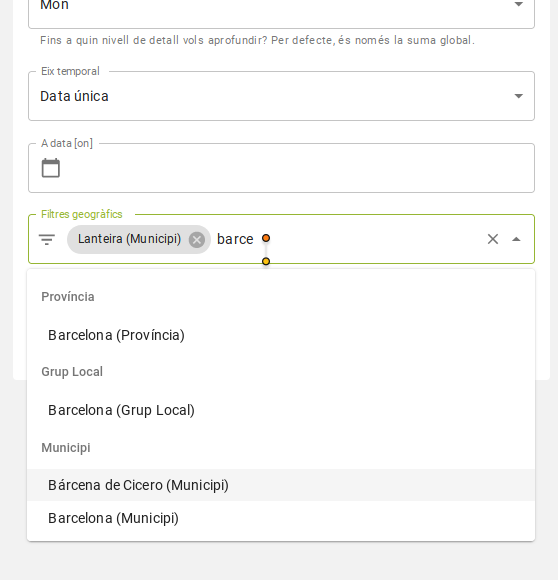 Món
Fins a quin nivell de detall vols aprofundir? Per defecte, és només la suma global.
Eix temporal
Data única
A data [on]
Filtres geogràfics
Lanteira (Municipi) barce
Província
Barcelona (Província)
Grup Local
Barcelona (Grup Local)
Municipi
Bárcena de Cicero (Municipi)
Barcelona (Municipi)